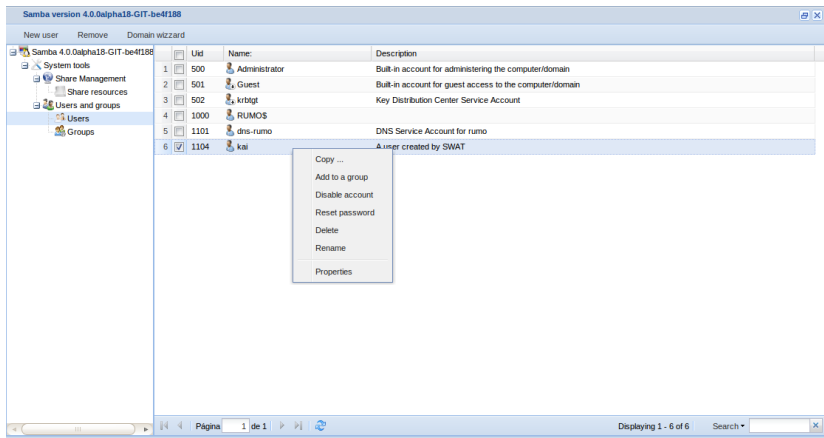 Samba version 4.0.0alpha18-GIT-be4f188
New user Remove Domain wizzard
Samba 4.0.0alpha18-GIT-be4f188
System tools
Share Management
Share resources
Users and groups
Users
Groups
Uid Name: Description
1 500 Administrator Built-in account for administering the computer/domain
2 501 Guest Built-in account for guest access to the computer/domain
3 502 krbtgt Key Distribution Center Service Account
4 1000 RUMO$
5 1101 dns-rumo DNS Service Account for rumo
6 1104 kai A user created by SWAT
Copy ...
Add to a group
Disable account
Reset password
Delete
Rename
Properties
Página 1 de 1 Displaying 1 - 6 of 6 Search